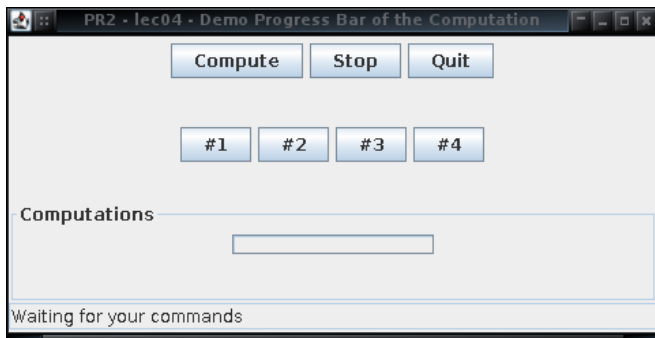 PR2 - lec04 - Demo Progress Bar of the Computation
Compute Stop Quit
#1 #2 #3 #4
Computations
Waiting for your commands